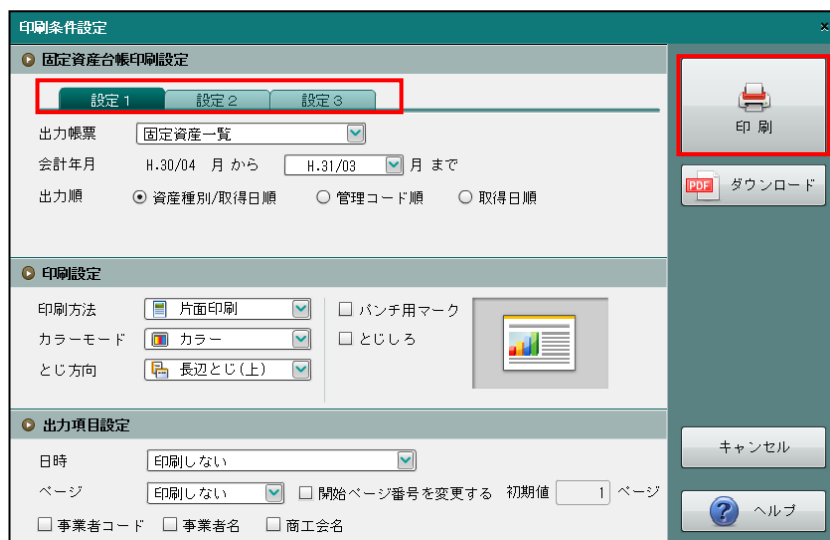 印刷条件設定 ×
固定資産台帳印刷設定
設定1 設定2 設定3
出力帳票 固定資産一覧
会計年月 H.30/04 月 から H.31/03 月 まで
出力順 資産種別/取得日順 管理コード順 取得日順
印刷
PDF ダウンロード
印刷設定
印刷方法 片面印刷 パンチ用マーク
カラーモード カラー とじしろ
とじ方向 長辺とじ(上)
出力項目設定
日時 印刷しない
ページ 印刷しない 開始ページ番号を変更する 初期値 1 ページ
事業者コード 事業者名 商工会名
キャンセル
? ヘルプ